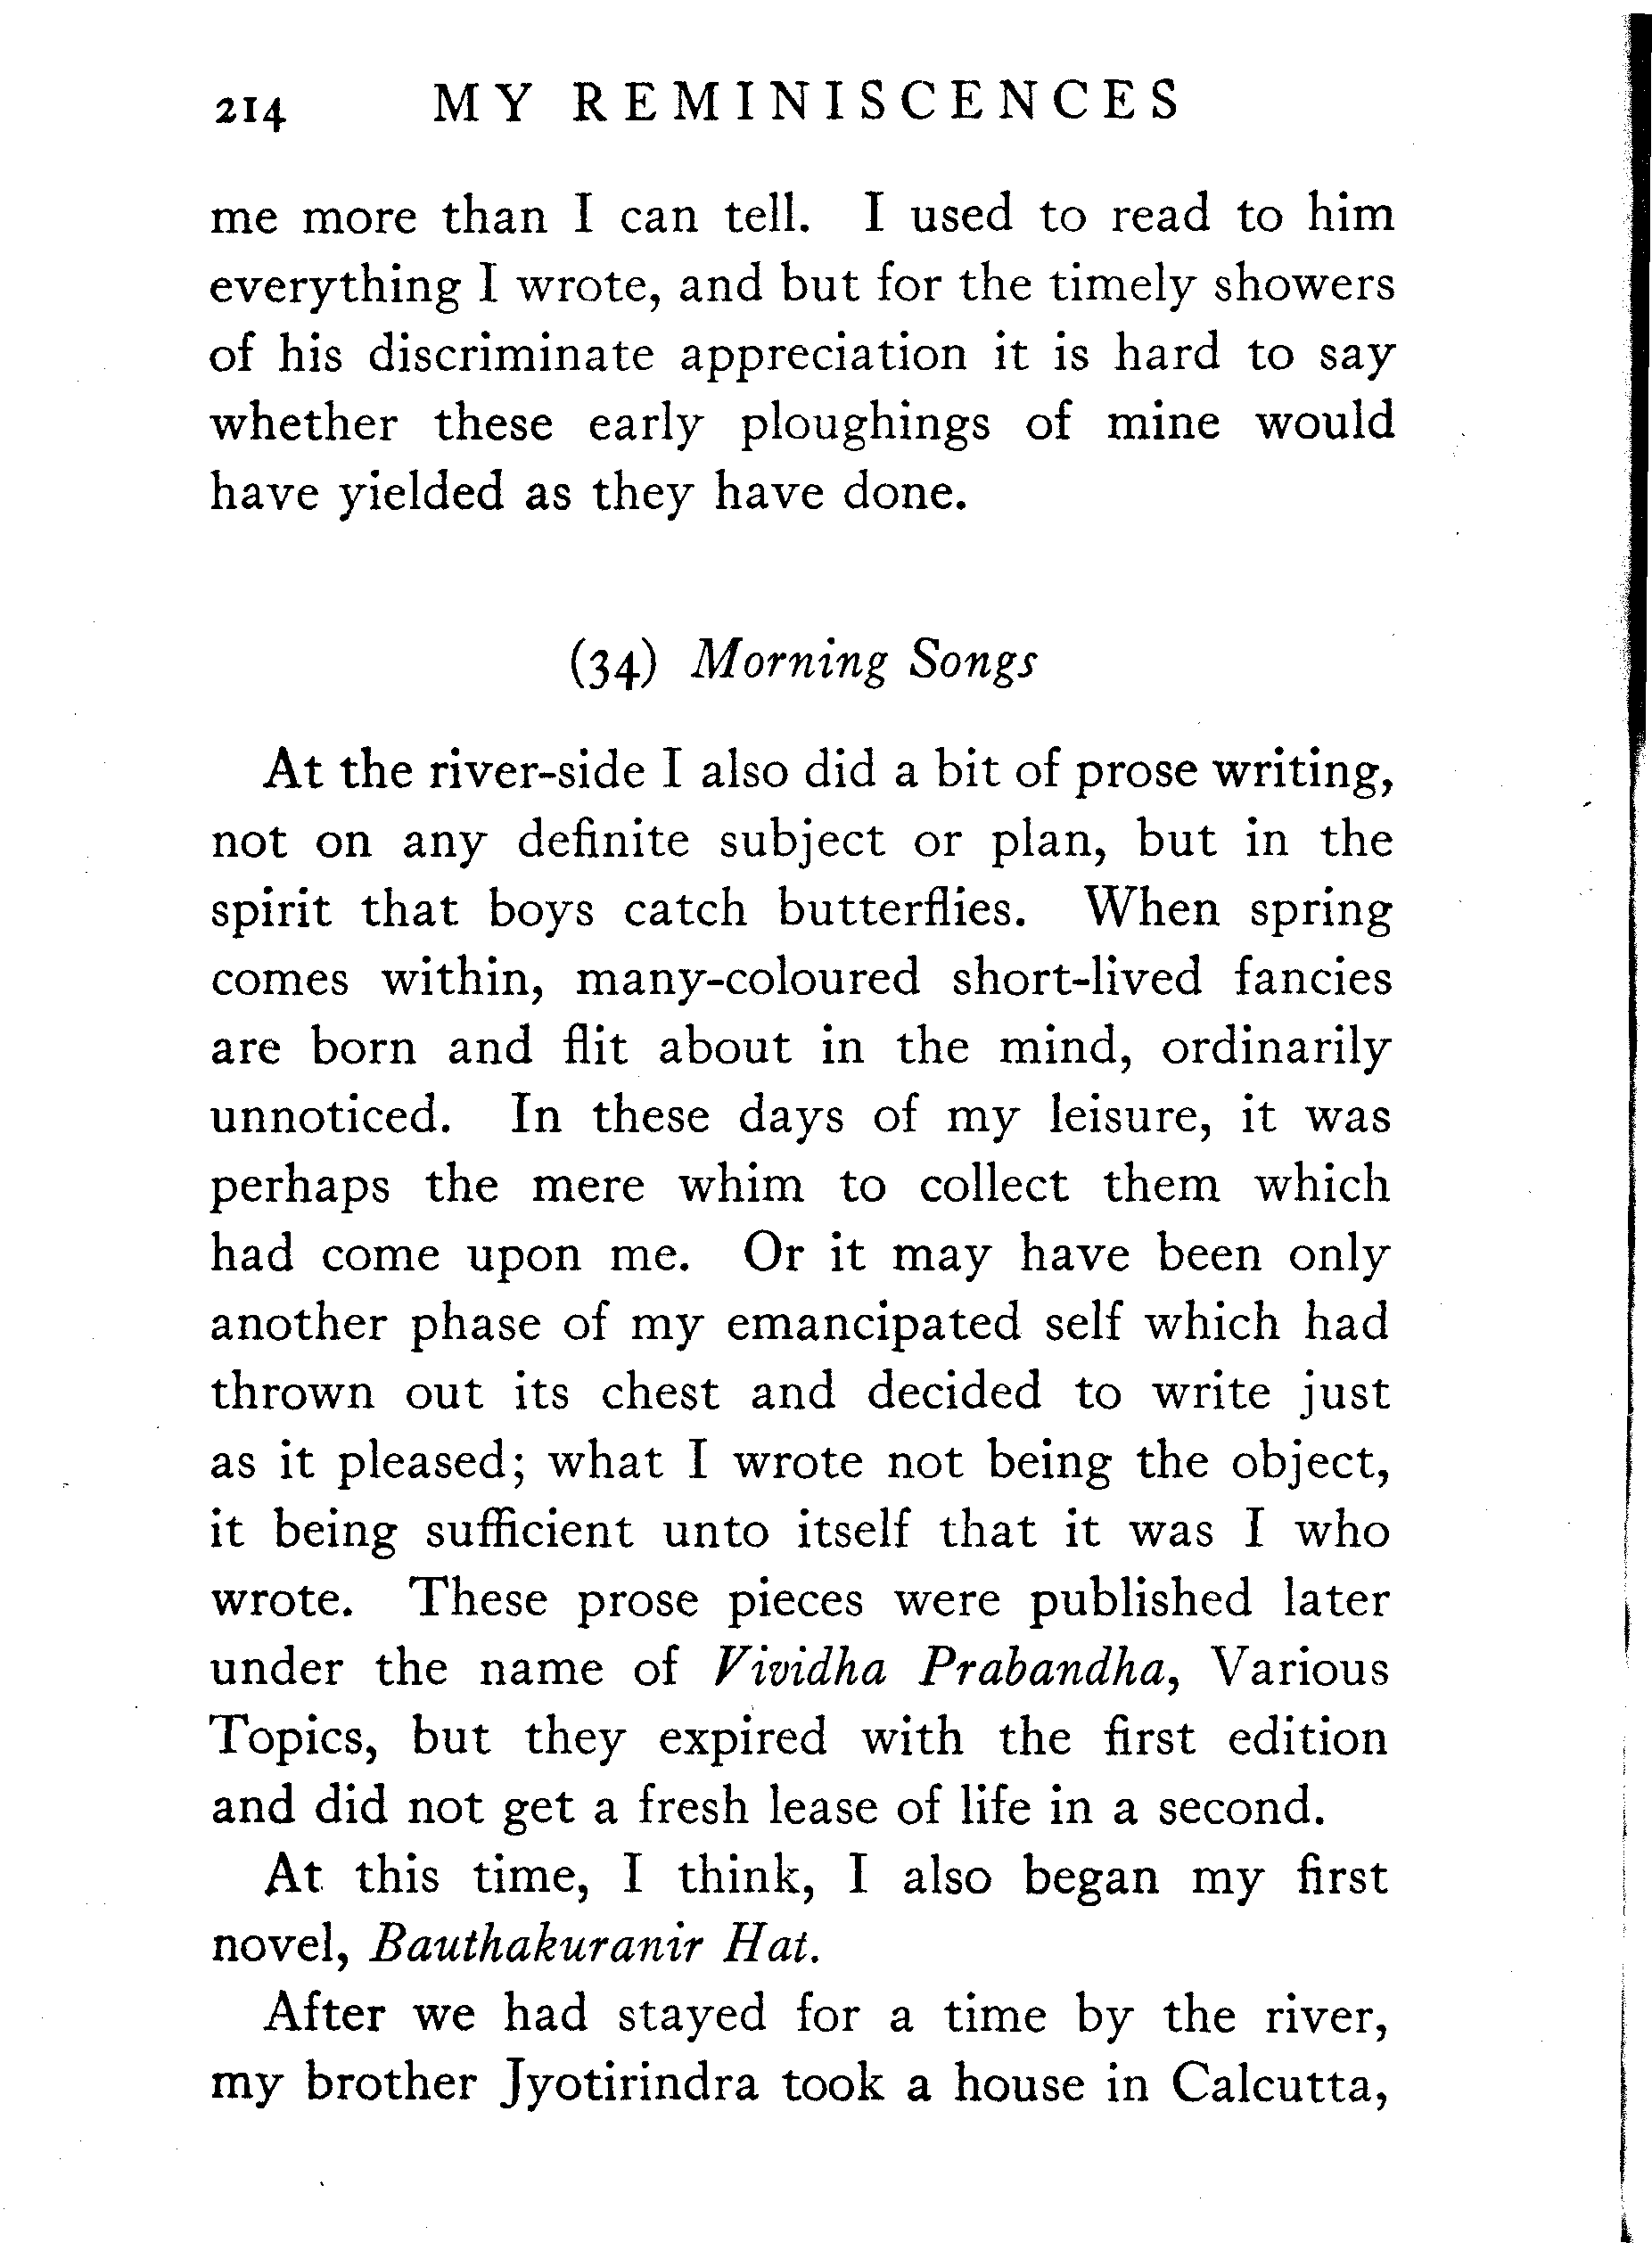 214 MY REMINISCENCES
me more than I can tell. I used to read to him
everything I wrote, and but for the timely showers
of his discriminate appreciation it is hard to say
whether these early ploughings of mine would
have yielded as they have done.
(34) Morning Songs
At the river-side I also did a bit of prose writing,
not on any definite subject or plan, but in the
spirit that boys catch butterflies. When spring
comes within, many-coloured short-lived fancies
are born and flit about in the mind, ordinarily
unnoticed. In these days of my leisure, it was
perhaps the mere whim to collect them which
had come upon me. Or it may have been only
another phase of my emancipated self which had
thrown out its chest and decided to write just
as it pleased; what I wrote not being the object,
it being sufficient unto itself that it was I who
wrote. These prose pieces were published later
under the name of Vividha Prabandha, Various
Topics, but they expired with the first edition
and did not get a fresh lease of life in a second.
At this time, I think, I also began my first
novel, Bauthakuranir Hat.
After we had stayed for a time by the river,
my brother Jyotirindra took a house in Calcutta,